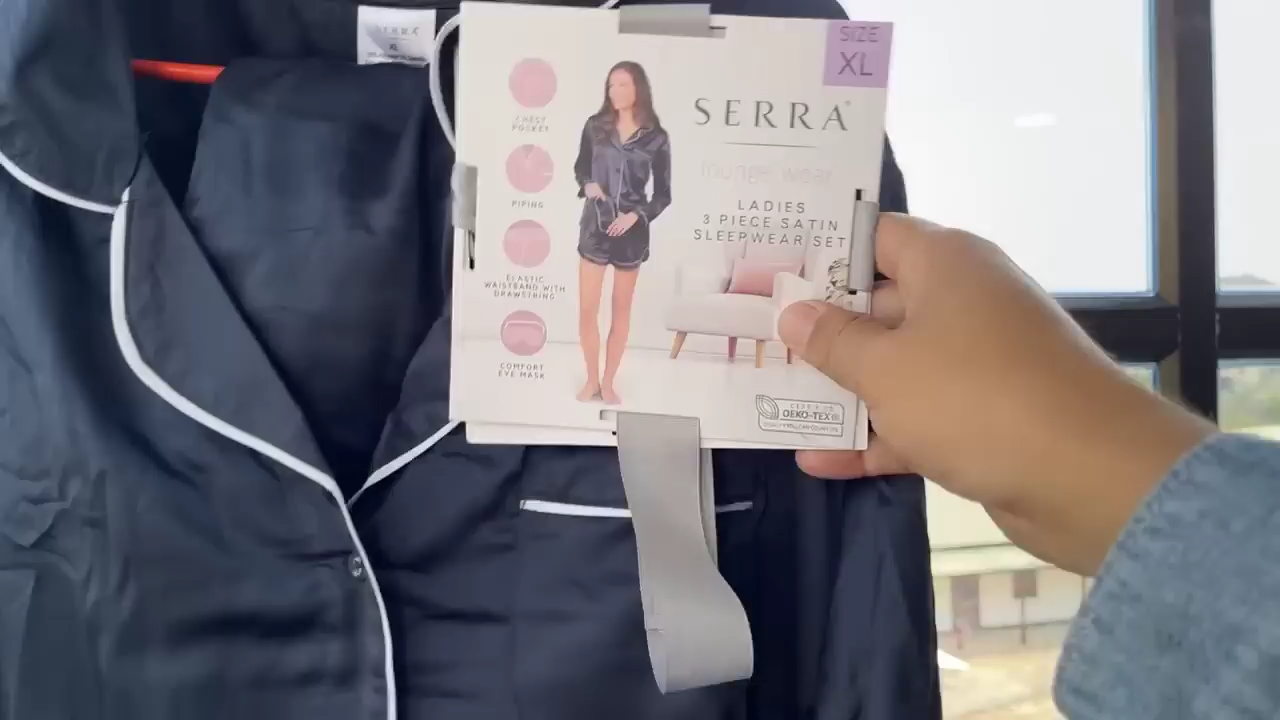 SERRA
XL
SIZE
XL
SERRA®
lounge wear
LADIES
3 PIECE SATIN
SLEEPWEAR SET
CHEST
POCKET
PIPING
ELASTIC
WAISTBAND WITH
DRAWSTRING
COMFORT
EYE MASK
OEKO-TEX®